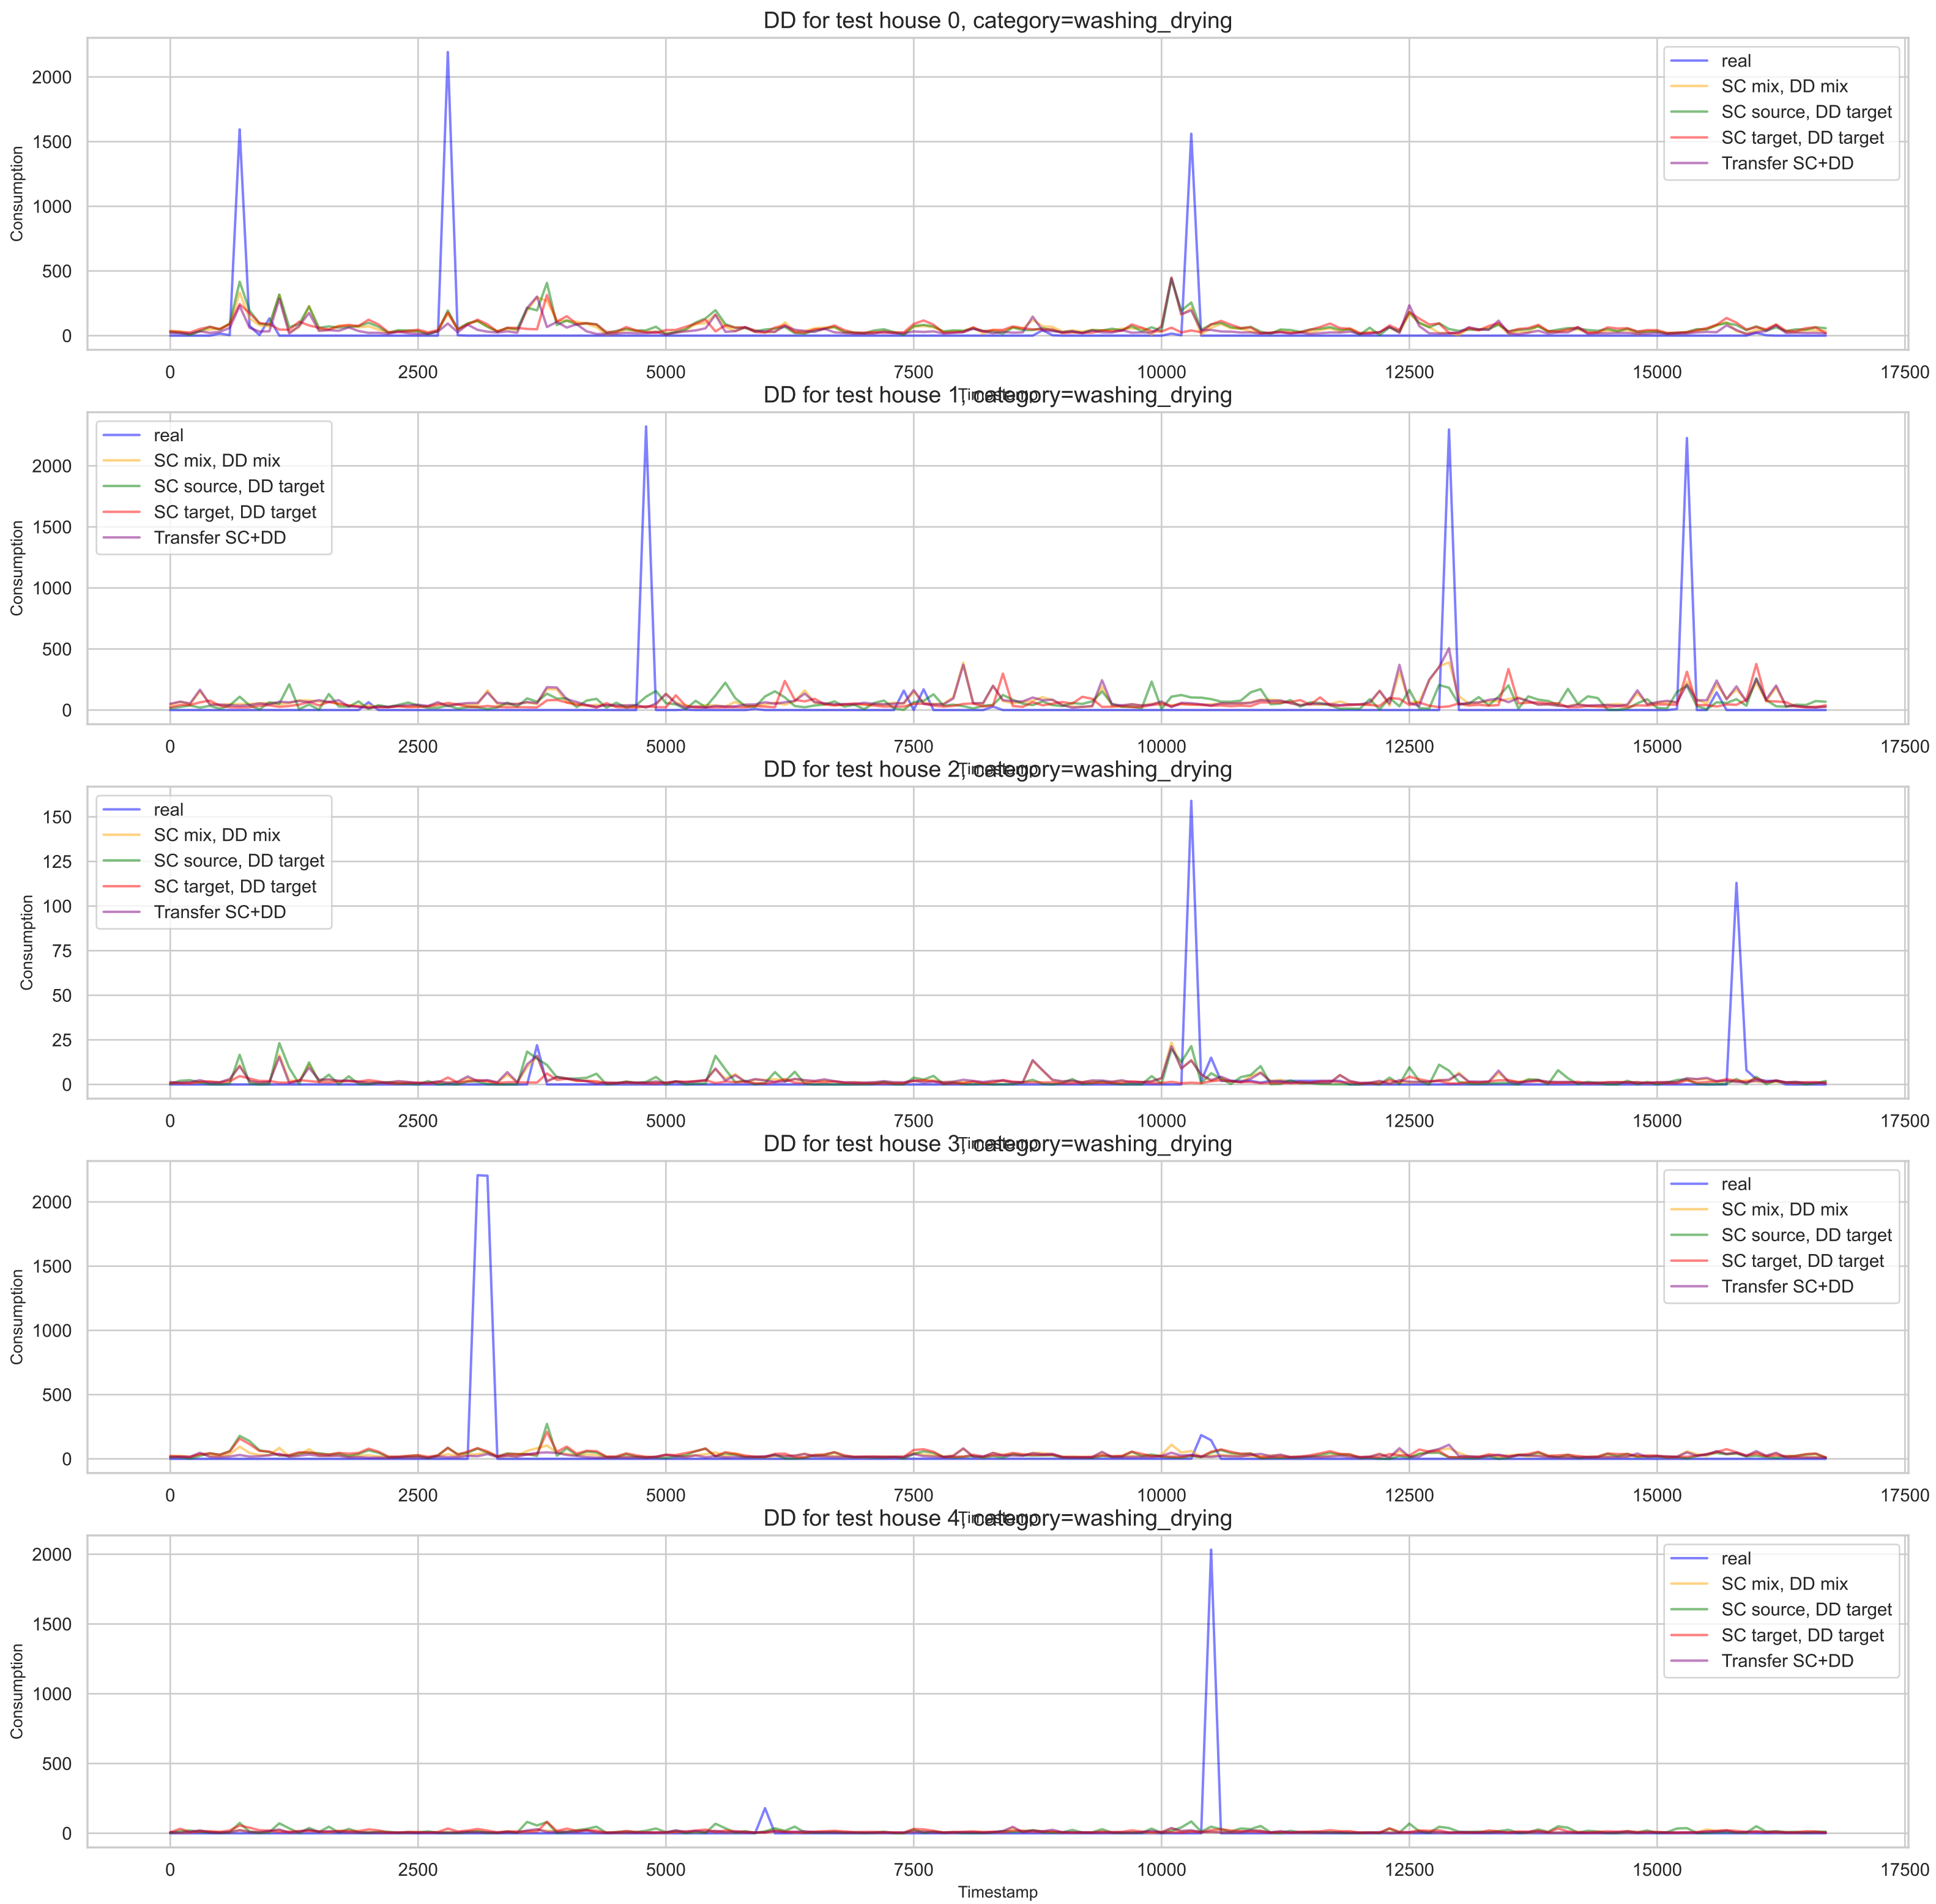 DD for test house 0, category=washing_drying
Consumption
2000
1500
1000
500
0
real
SC mix, DD mix
SC source, DD target
SC target, DD target
Transfer SC+DD
0 2500 5000 7500 10000 12500 15000 17500
Timestamp
DD for test house 1, category=washing_drying
Consumption
2000
1500
1000
500
0
real
SC mix, DD mix
SC source, DD target
SC target, DD target
Transfer SC+DD
0 2500 5000 7500 10000 12500 15000 17500
Timestamp
DD for test house 2, category=washing_drying
Consumption
150
125
100
75
50
25
0
real
SC mix, DD mix
SC source, DD target
SC target, DD target
Transfer SC+DD
0 2500 5000 7500 10000 12500 15000 17500
Timestamp
DD for test house 3, category=washing_drying
Consumption
2000
1500
1000
500
0
real
SC mix, DD mix
SC source, DD target
SC target, DD target
Transfer SC+DD
0 2500 5000 7500 10000 12500 15000 17500
Timestamp
DD for test house 4, category=washing_drying
Consumption
2000
1500
1000
500
0
real
SC mix, DD mix
SC source, DD target
SC target, DD target
Transfer SC+DD
0 2500 5000 7500 10000 12500 15000 17500
Timestamp